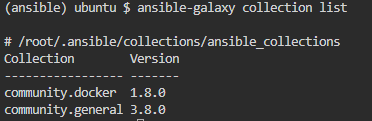 (ansible) ubuntu $ ansible-galaxy collection list
# /root/.ansible/collections/ansible_collections
Collection        Version
----------------- -------
community.docker  1.8.0
community.general 3.8.0